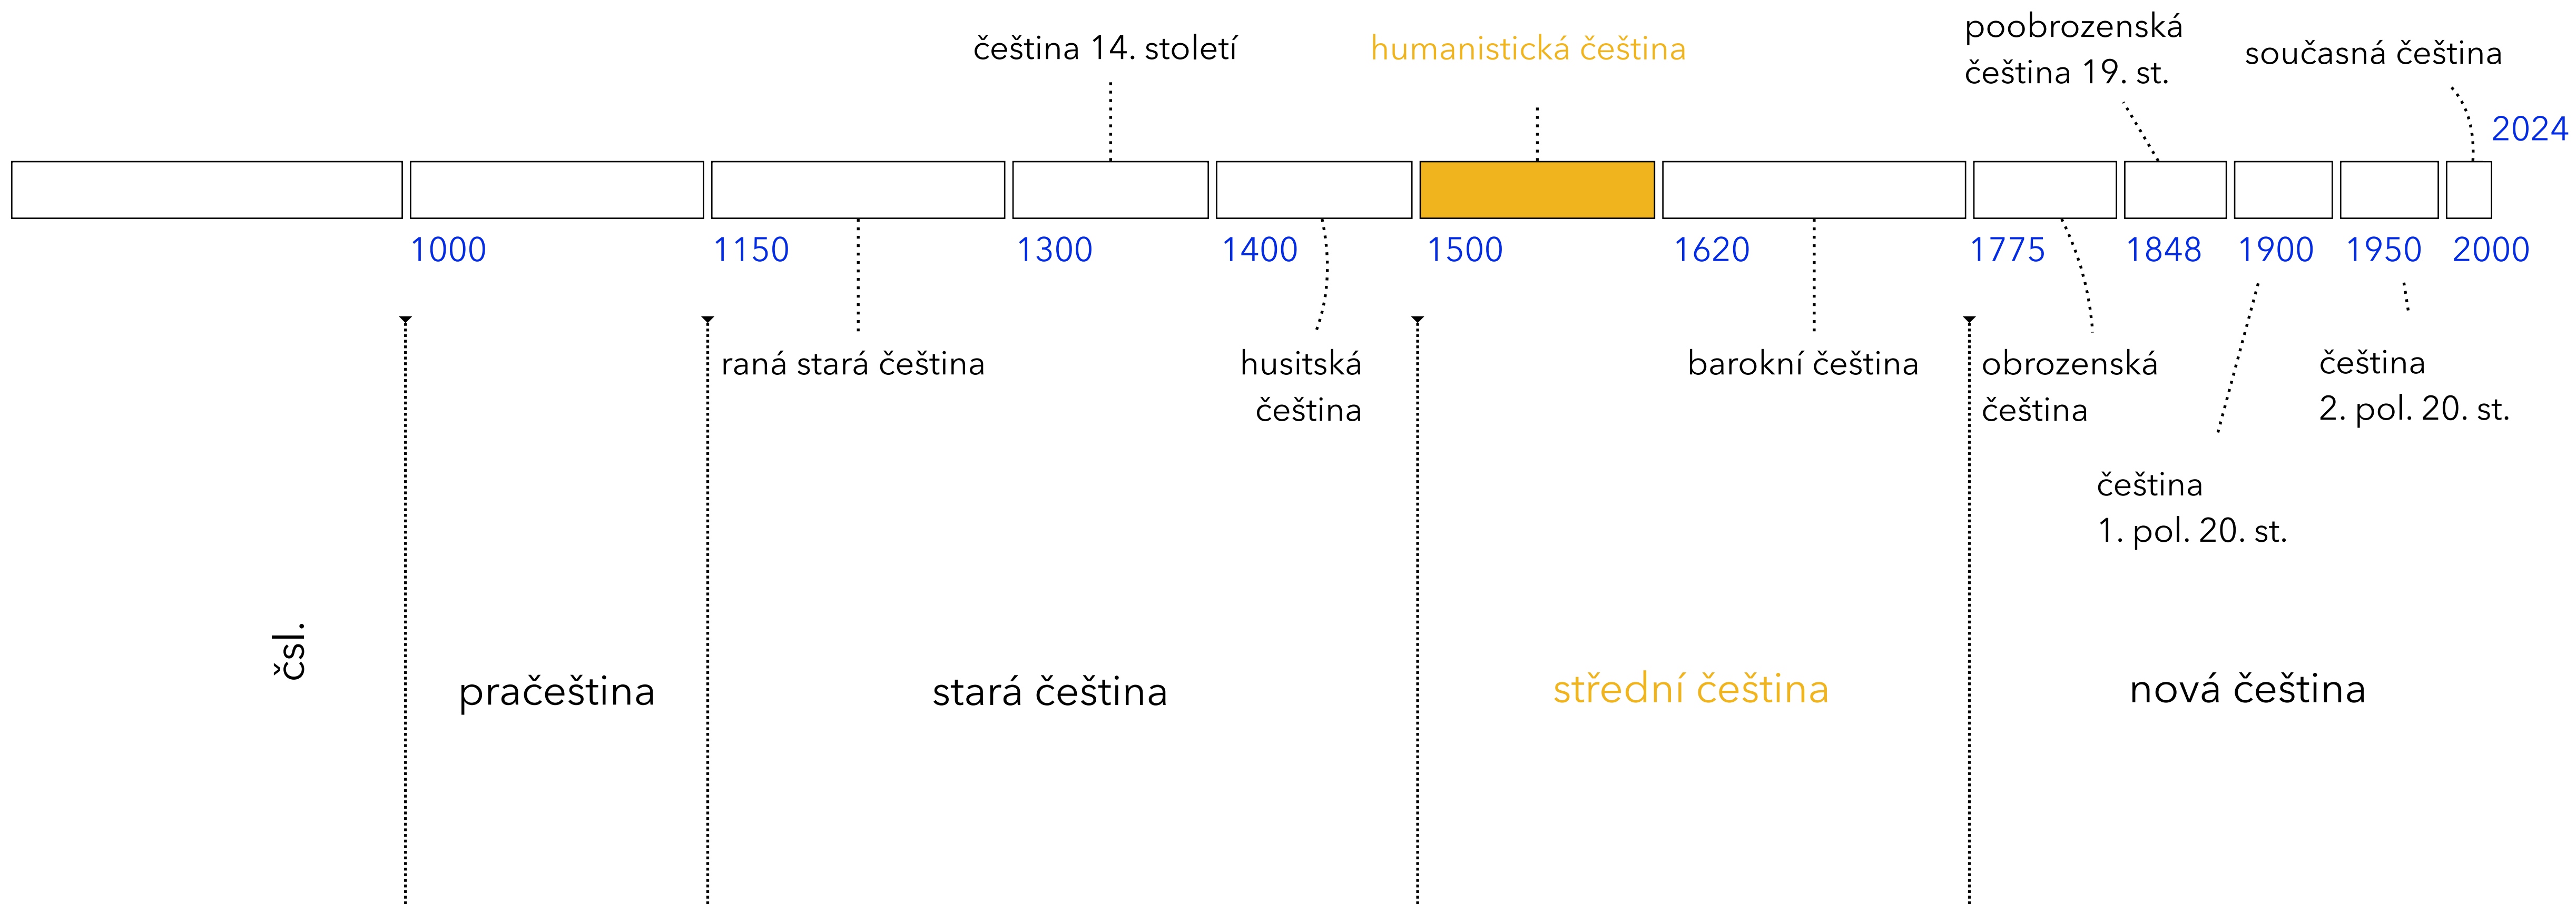 poobrozenská
čeština 19. st.
čeština 14. století
humanistická čeština
současná čeština
2024
1000
1150
1300
1400
1500
1620
1775
1848
1900
1950
2000
raná stará čeština
husitská
čeština
barokní čeština
obrozenská
čeština
čeština
2. pol. 20. st.
čeština
1. pol. 20. st.
čsl.
pračeština
stará čeština
střední čeština
nová čeština